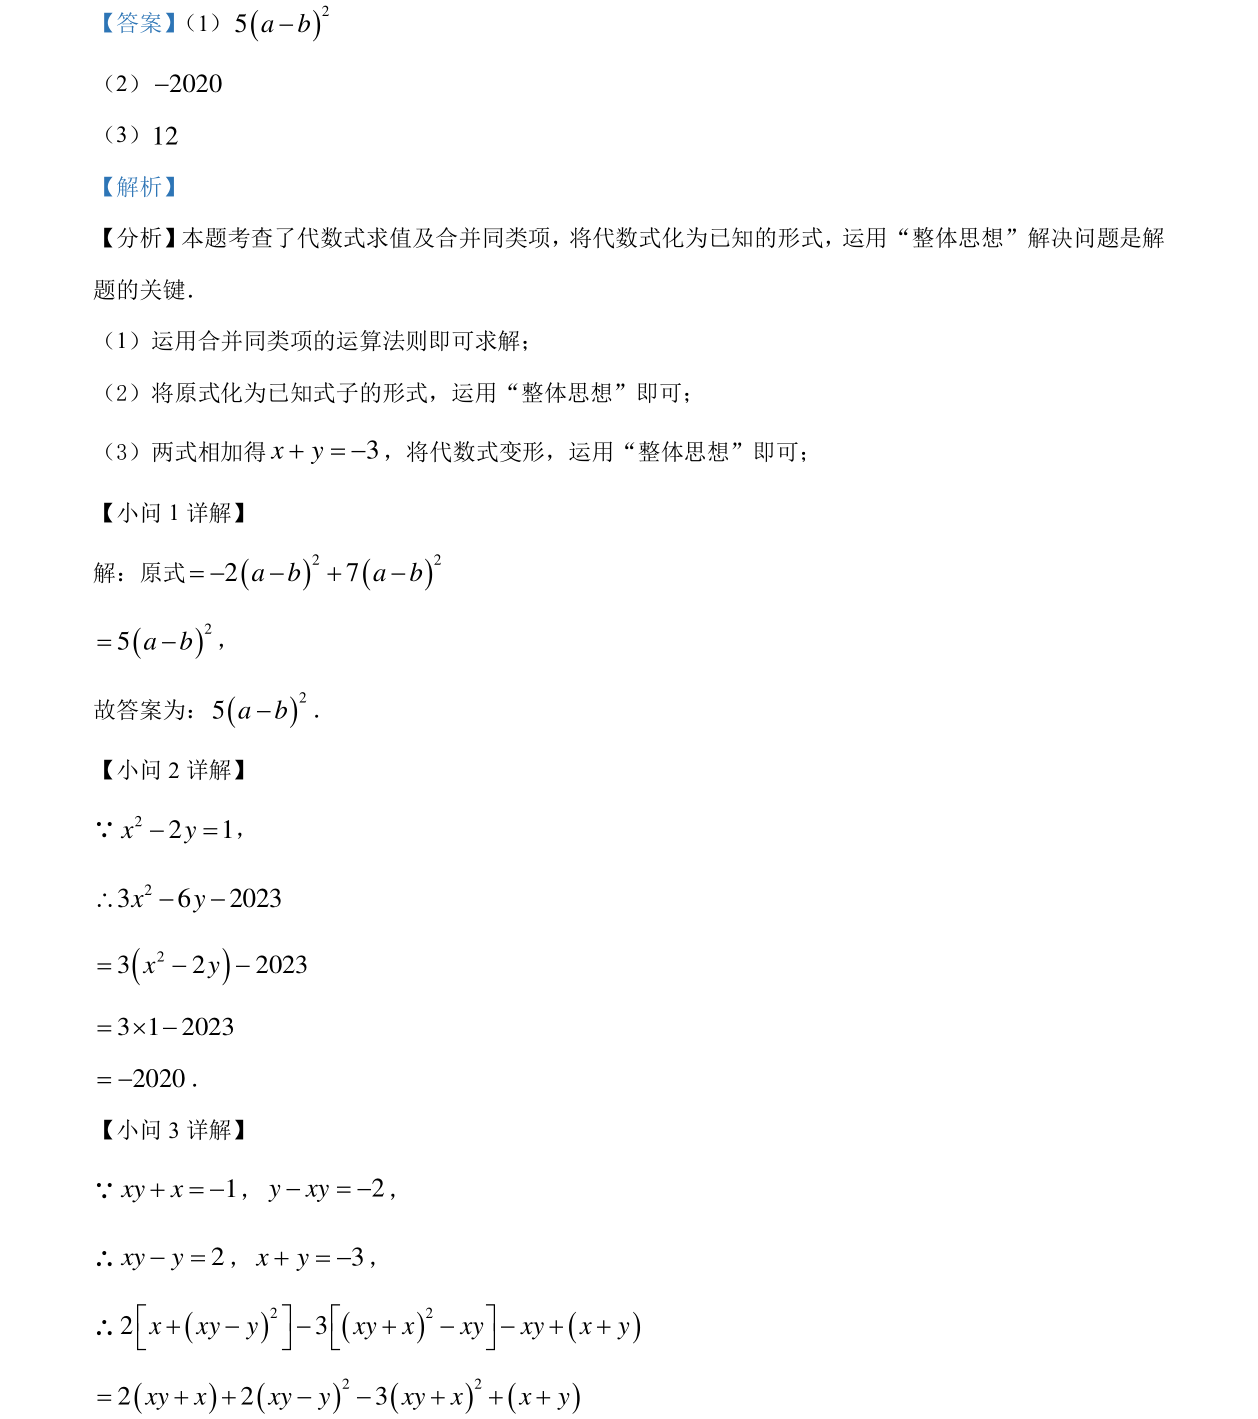 【答案】（1）5(a−b)²
（2）−2020
（3）12
【解析】
【分析】本题考查了代数式求值及合并同类项，将代数式化为已知的形式，运用“整体思想”解决问题是解
题的关键．
（1）运用合并同类项的运算法则即可求解；
（2）将原式化为已知式子的形式，运用“整体思想”即可；
（3）两式相加得 x+y=−3，将代数式变形，运用“整体思想”即可；
【小问 1 详解】
解：原式=−2(a−b)²+7(a−b)²
=5(a−b)²，
故答案为：5(a−b)²．
【小问 2 详解】
∵x²−2y=1，
∴3x²−6y−2023
=3(x²−2y)−2023
=3×1−2023
=−2020．
【小问 3 详解】
∵xy+x=−1，y−xy=−2，
∴xy−y=2，x+y=−3，
∴2[x+(xy−y)²]−3[(xy+x)²−xy]−xy+(x+y)
=2(xy+x)+2(xy−y)²−3(xy+x)²+(x+y)